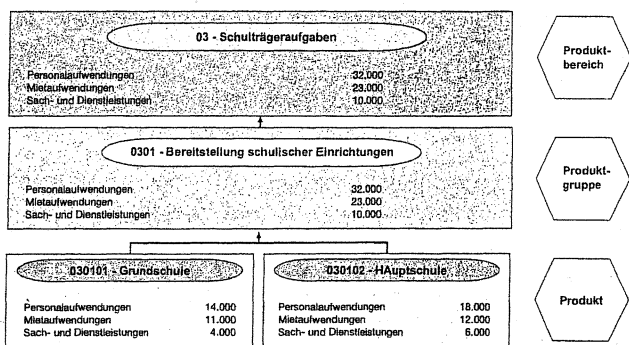 03 - Schulträgeraufgaben
Personalaufwendungen 32.000
Mietaufwendungen 23.000
Sach- und Dienstleistungen 10.000
Produkt-
bereich
0301 - Bereitstellung schulischer Einrichtungen
Personalaufwendungen 32.000
Mietaufwendungen 23.000
Sach- und Dienstleistungen 10.000
Produkt-
gruppe
030101 - Grundschule
Personalaufwendungen 14.000
Mietaufwendungen 11.000
Sach- und Dienstleistungen 4.000
030102 - HAuptschule
Personalaufwendungen 18.000
Mietaufwendungen 12.000
Sach- und Dienstleistungen 6.000
Produkt